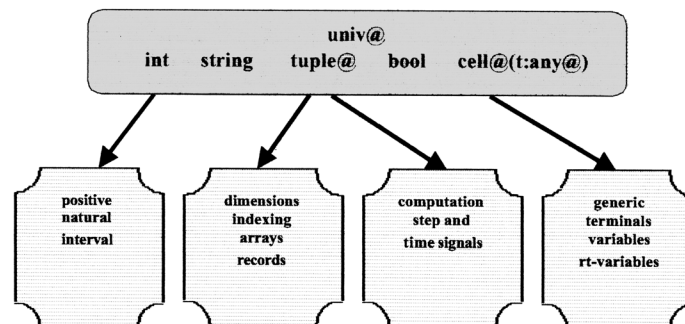 univ@
int string tuple@ bool cell@(t:any@)
positive
natural
interval
dimensions
indexing
arrays
records
computation
step and
time signals
generic
terminals
variables
rt-variables